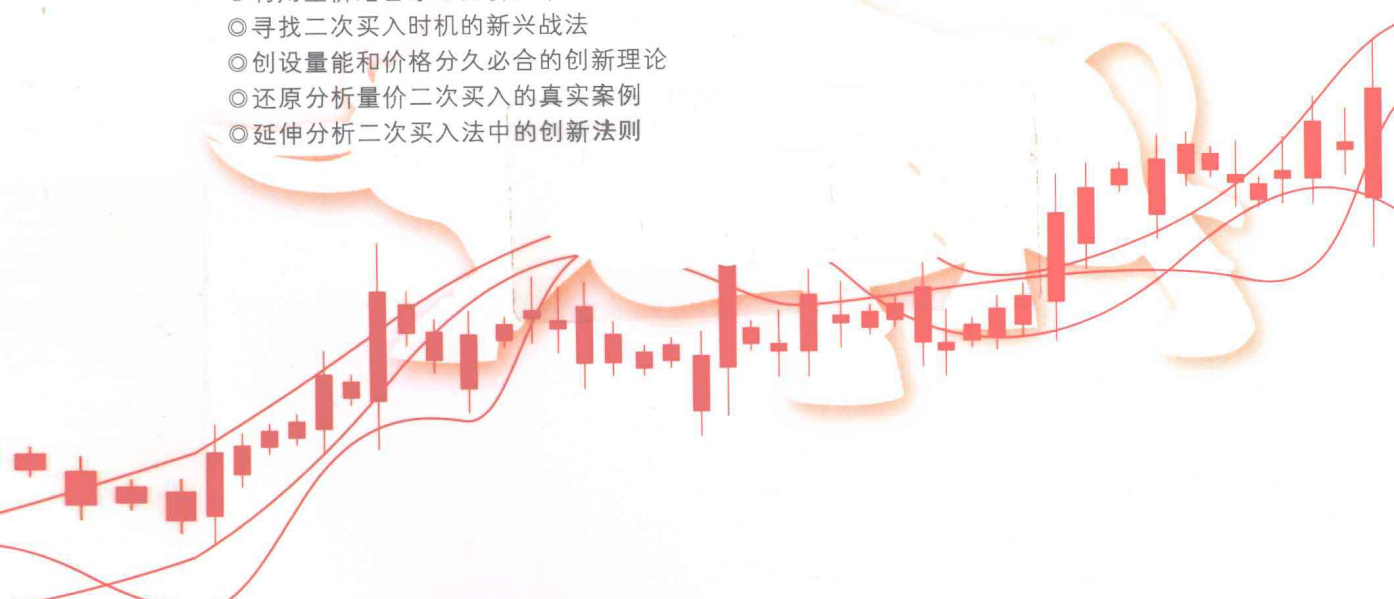 ◎寻找二次买入时机的新兴战法
◎创设量能和价格分久必合的创新理论
◎还原分析量价二次买入的真实案例
◎延伸分析二次买入法中的创新法则